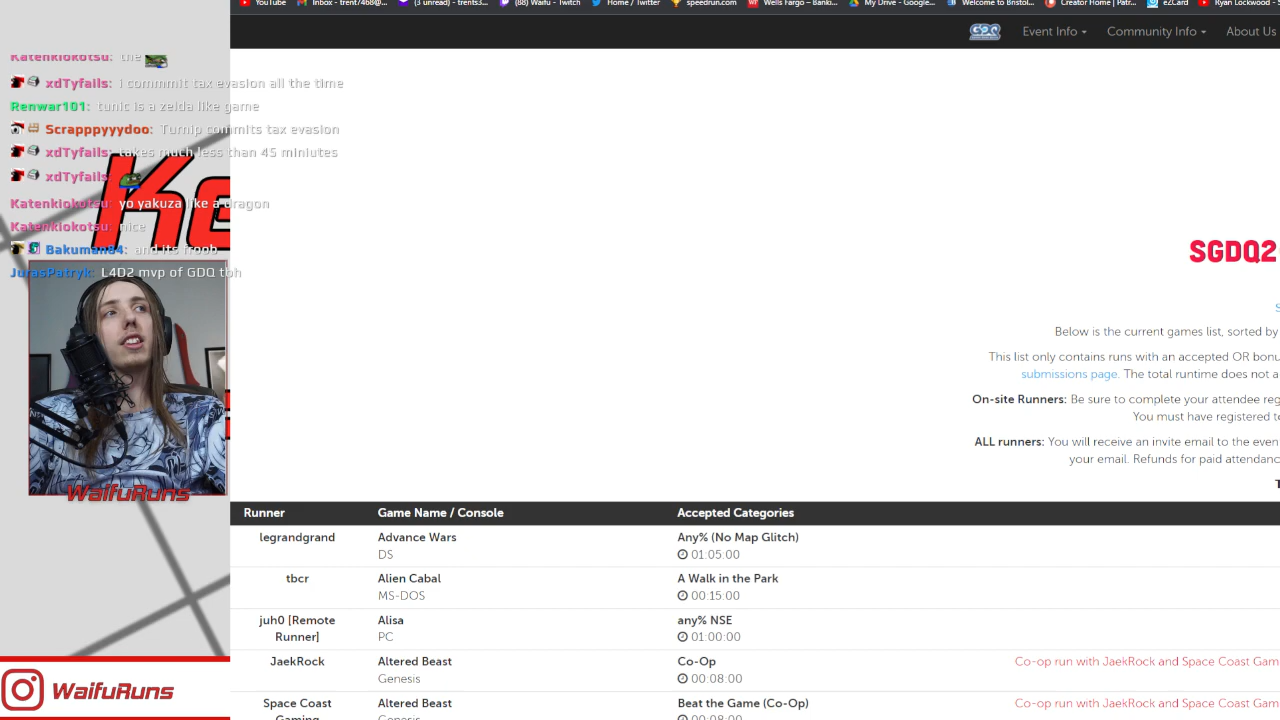 YouTube
Inbox - trent7468@...
(3 unread) - trents3...
(88) Waifu - Twitch
Home / Twitter
speedrun.com
Wells Fargo – Banki...
My Drive - Google...
Welcome to Bristol...
Creator Home | Patr...
eZCard
Ryan Lockwood - S
GDQ
Event Info
Community Info
About Us
Katenkiokotsu: the
xdTyfails: i commmit tax evasion all the time
Renwar101: tunic is a zelda like game
Scrapppyyydoo: Turnip commits tax evasion
xdTyfails: takes much less than 45 miniutes
xdTyfails:
Katenkiokotsu: yo yakuza like a dragon
Katenkiokotsu: nice
Bakuman84: and its froob
JurasPatryk: L4D2 mvp of GDQ tbh
Ke
WaifuRuns
WaifuRuns
SGDQ2
S
Below is the current games list, sorted by
This list only contains runs with an accepted OR bonu
submissions page. The total runtime does not a
On-site Runners: Be sure to complete your attendee reg
You must have registered to
ALL runners: You will receive an invite email to the even
your email. Refunds for paid attendanc
T
Runner Game Name / Console Accepted Categories
legrandgrand Advance Wars Any% (No Map Glitch)
DS 01:05:00
tbcr Alien Cabal A Walk in the Park
MS-DOS 00:15:00
juh0 [Remote Alisa any% NSE
Runner] PC 01:00:00
JaekRock Altered Beast Co-Op Co-op run with JaekRock and Space Coast Gam
Genesis 00:08:00
Space Coast Altered Beast Beat the Game (Co-Op) Co-op run with JaekRock and Space Coast Gam
Gaming Genesis 00:08:00